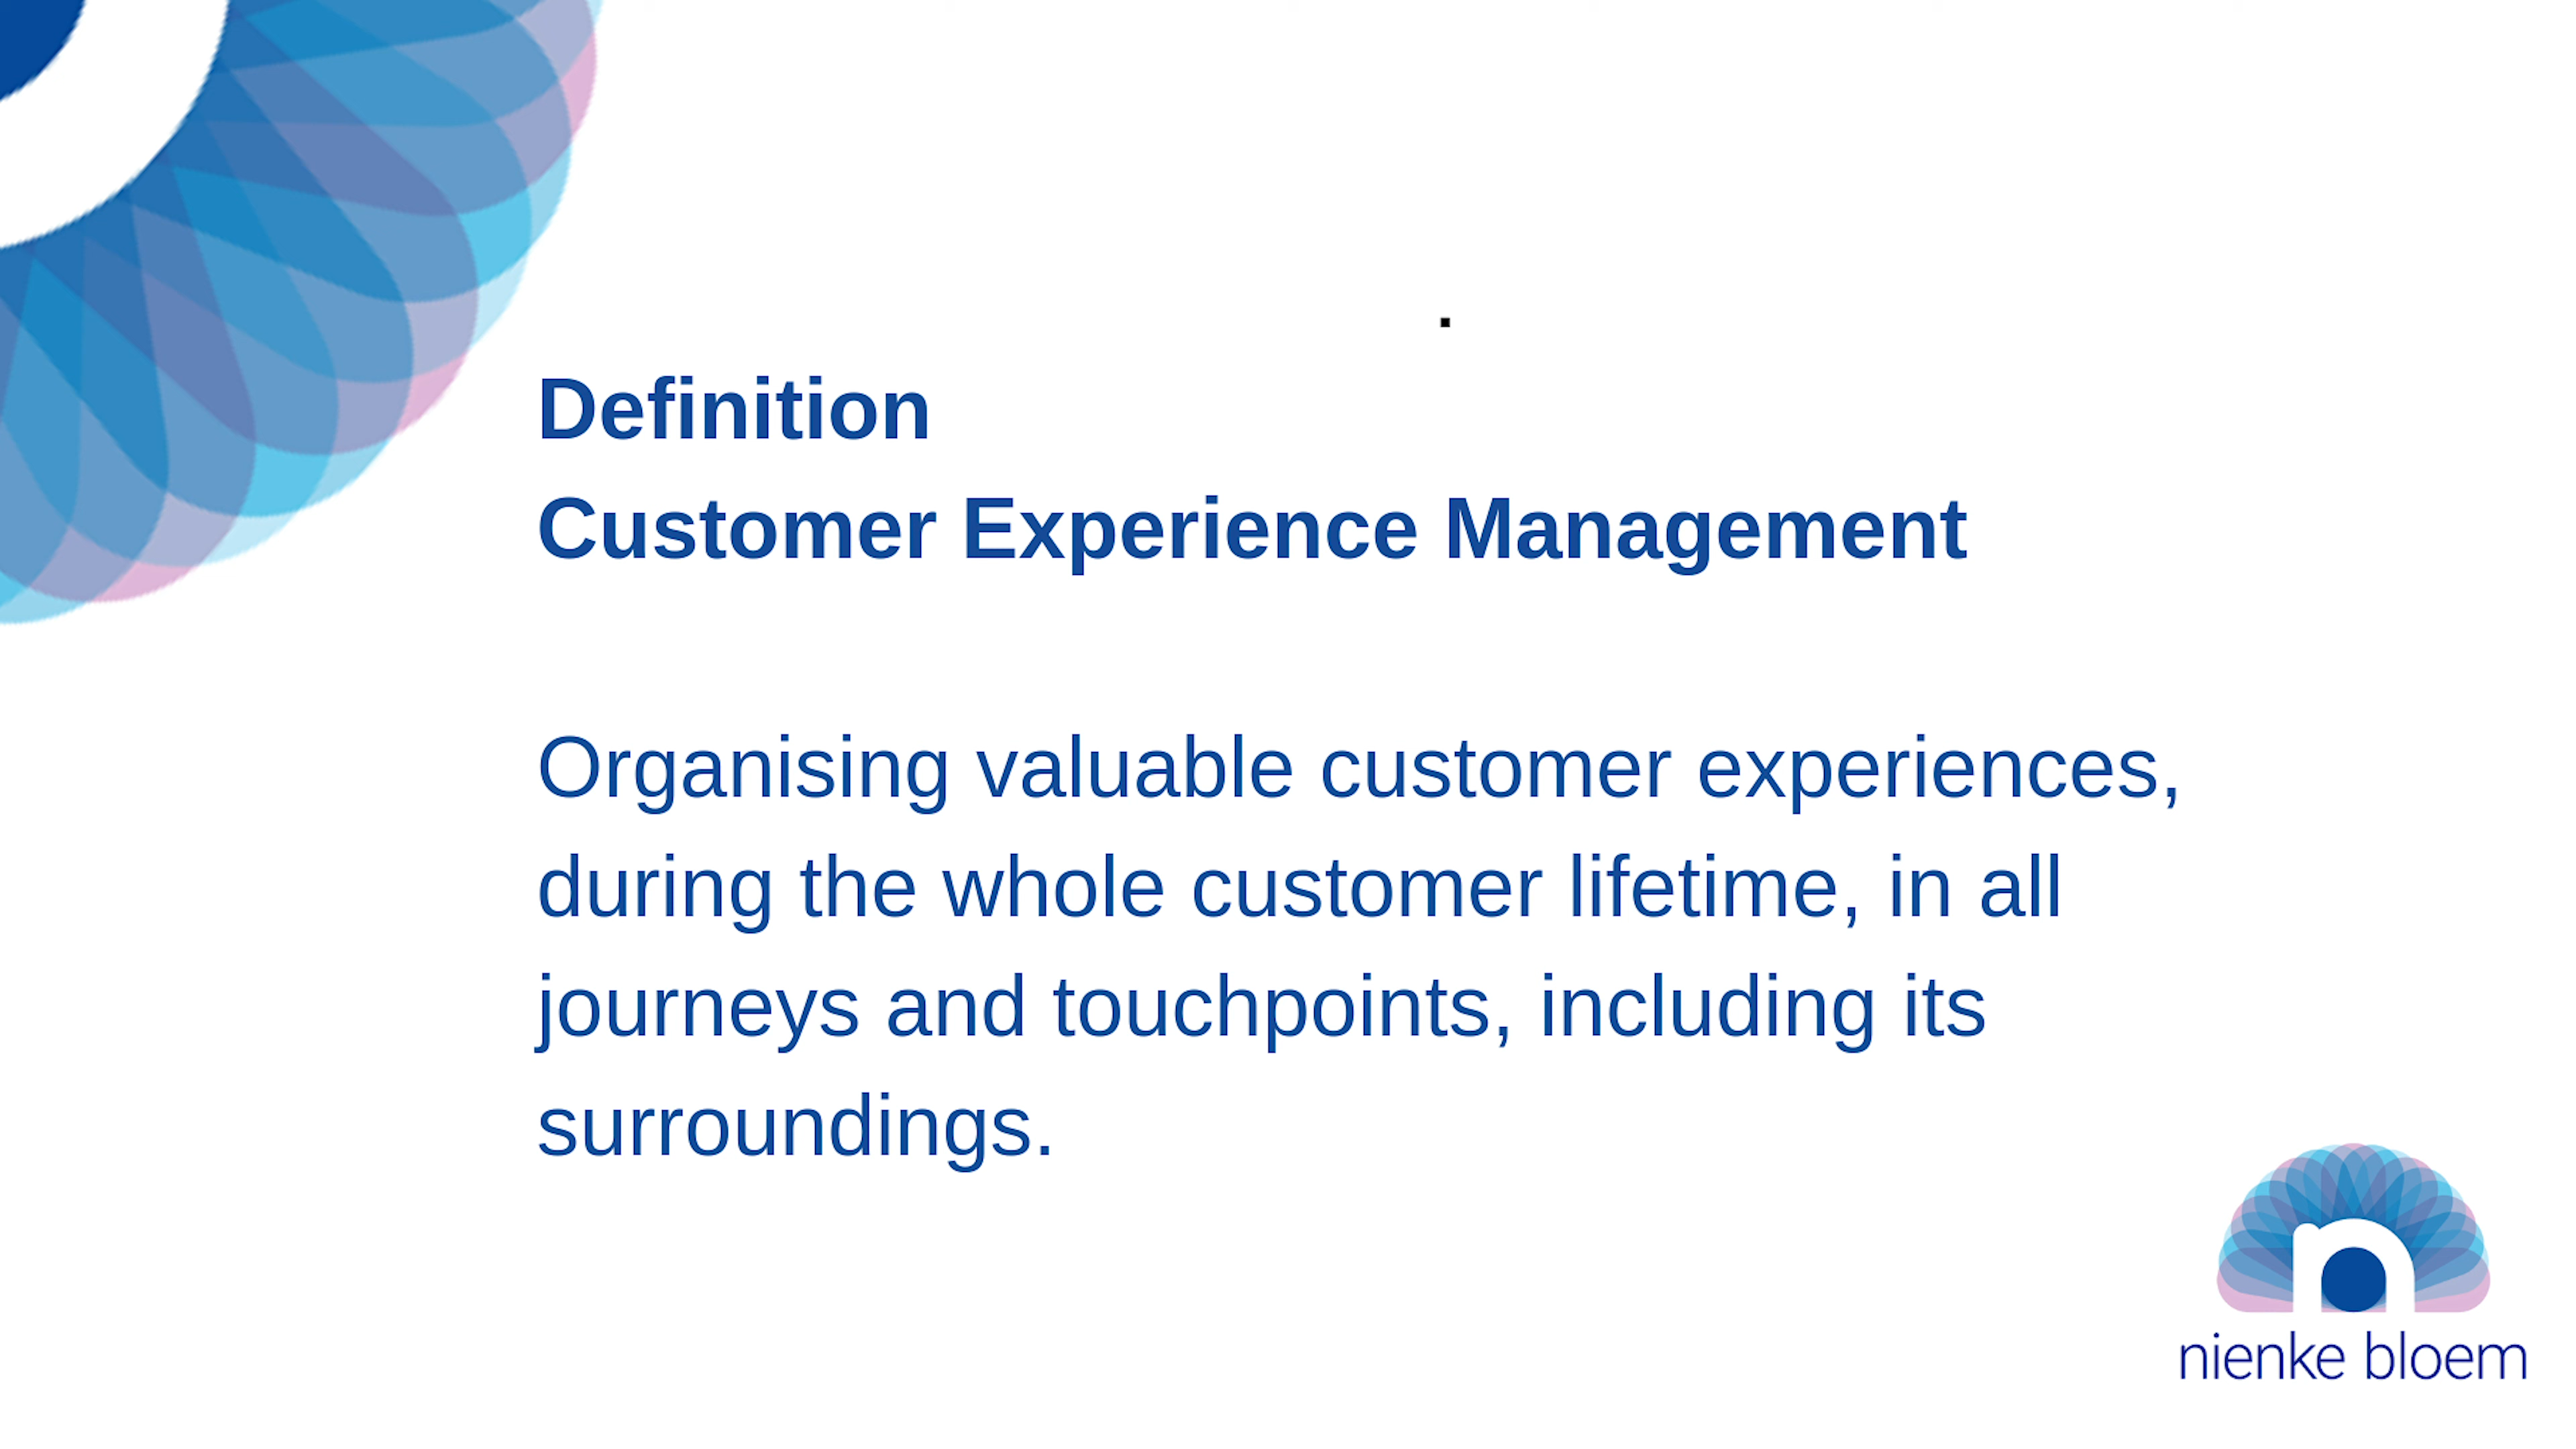 .
Definition
Customer Experience Management
Organising valuable customer experiences,
during the whole customer lifetime, in all
journeys and touchpoints, including its
surroundings.
n
nienke bloem